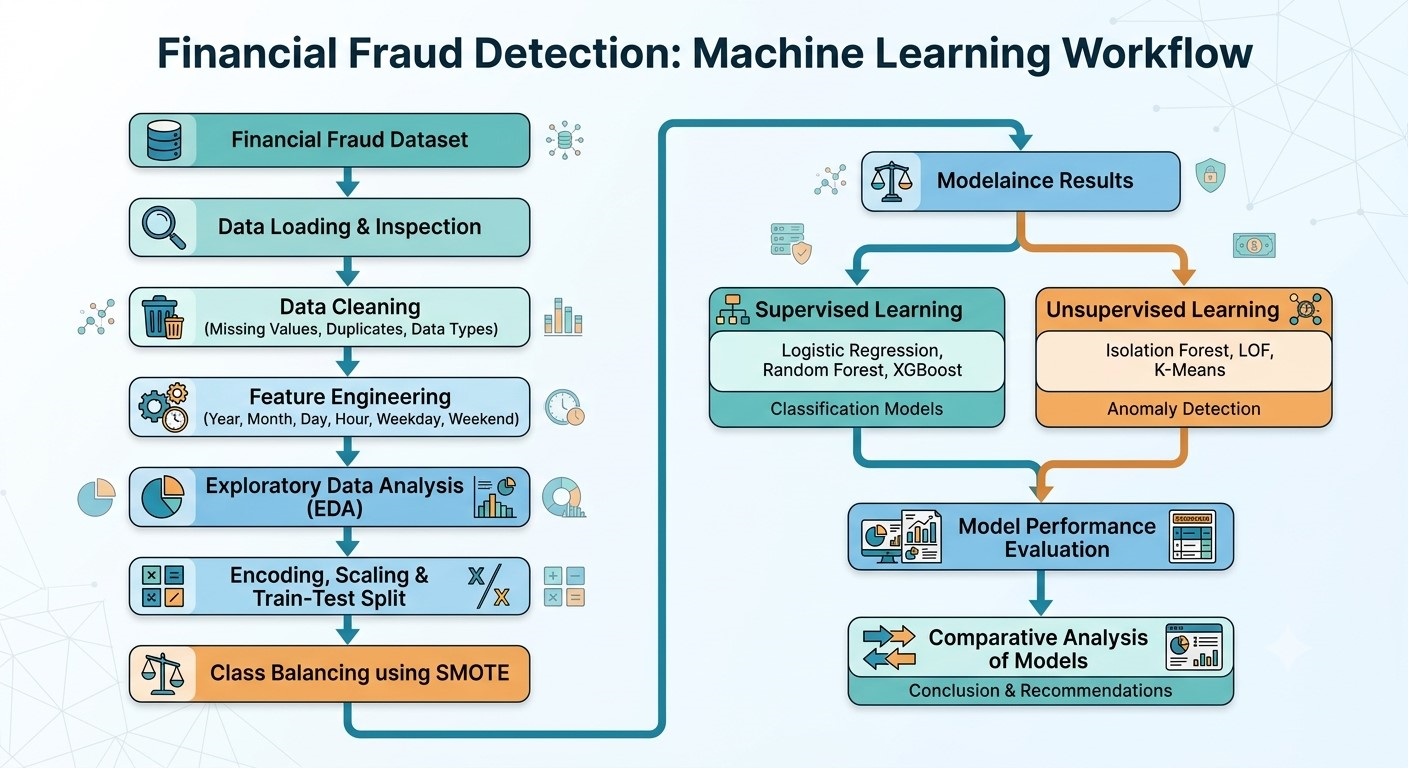 Financial Fraud Detection: Machine Learning Workflow
Financial Fraud Dataset
Data Loading & Inspection
Data Cleaning
(Missing Values, Duplicates, Data Types)
Feature Engineering
(Year, Month, Day, Hour, Weekday, Weekend)
Exploratory Data Analysis
(EDA)
Encoding, Scaling &
Train-Test Split
X/X
Class Balancing using SMOTE
Modelaince Results
Supervised Learning
Logistic Regression,
Random Forest, XGBoost
Classification Models
Unsupervised Learning
Isolation Forest, LOF,
K-Means
Anomaly Detection
Model Performance
Evaluation
Comparative Analysis
of Models
Conclusion & Recommendations